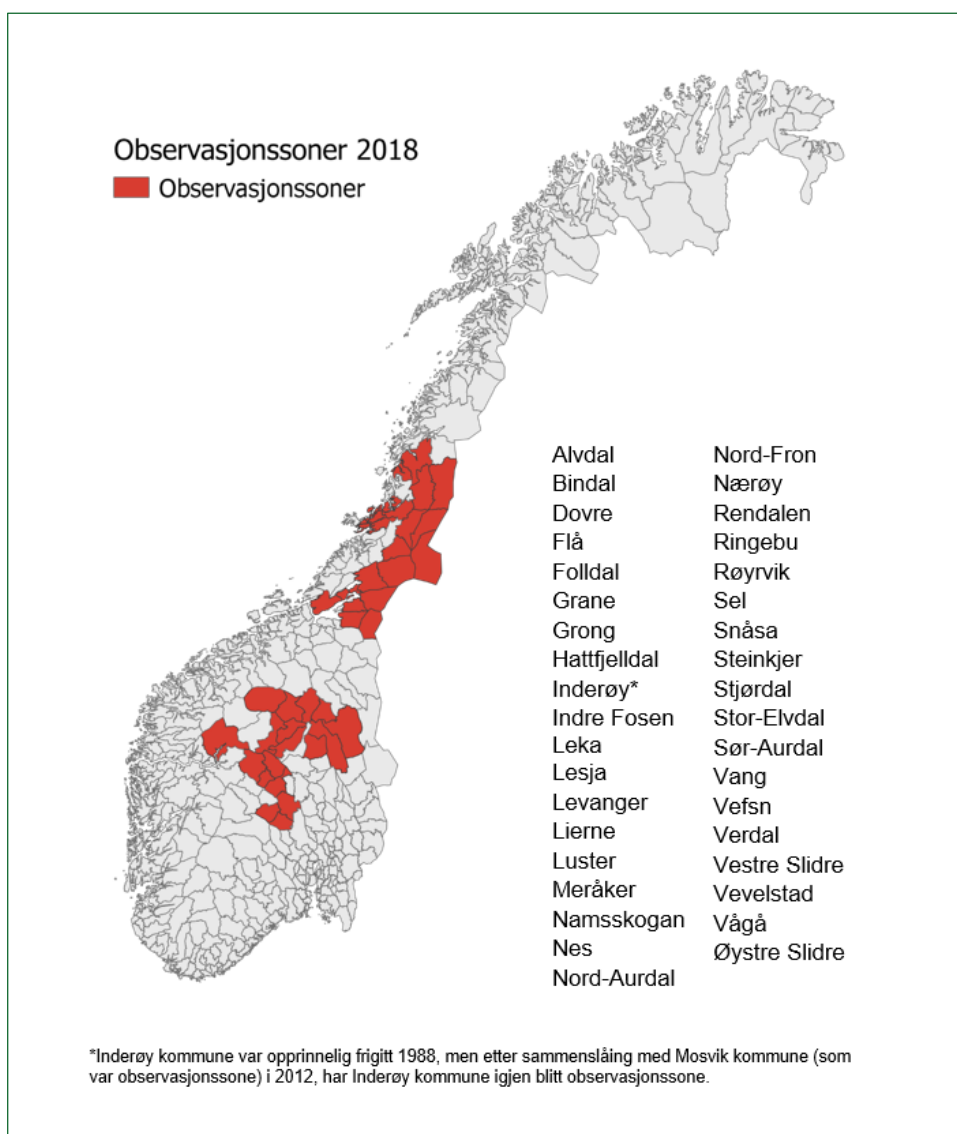 Observasjonssoner 2018
Observasjonssoner
Alvdal
Bindal
Dovre
Flå
Folldal
Grane
Grong
Hattfjelldal
Inderøy*
Indre Fosen
Leka
Lesja
Levanger
Lierne
Luster
Meråker
Namsskogan
Nes
Nord-Aurdal
Nord-Fron
Nærøy
Rendalen
Ringebu
Røyrvik
Sel
Snåsa
Steinkjer
Stjørdal
Stor-Elvdal
Sør-Aurdal
Vang
Vefsn
Verdal
Vestre Slidre
Vevelstad
Vågå
Øystre Slidre
*Inderøy kommune var opprinnelig frigitt 1988, men etter sammenslåing med Mosvik kommune (som
var observasjonssone) i 2012, har Inderøy kommune igjen blitt observasjonssone.